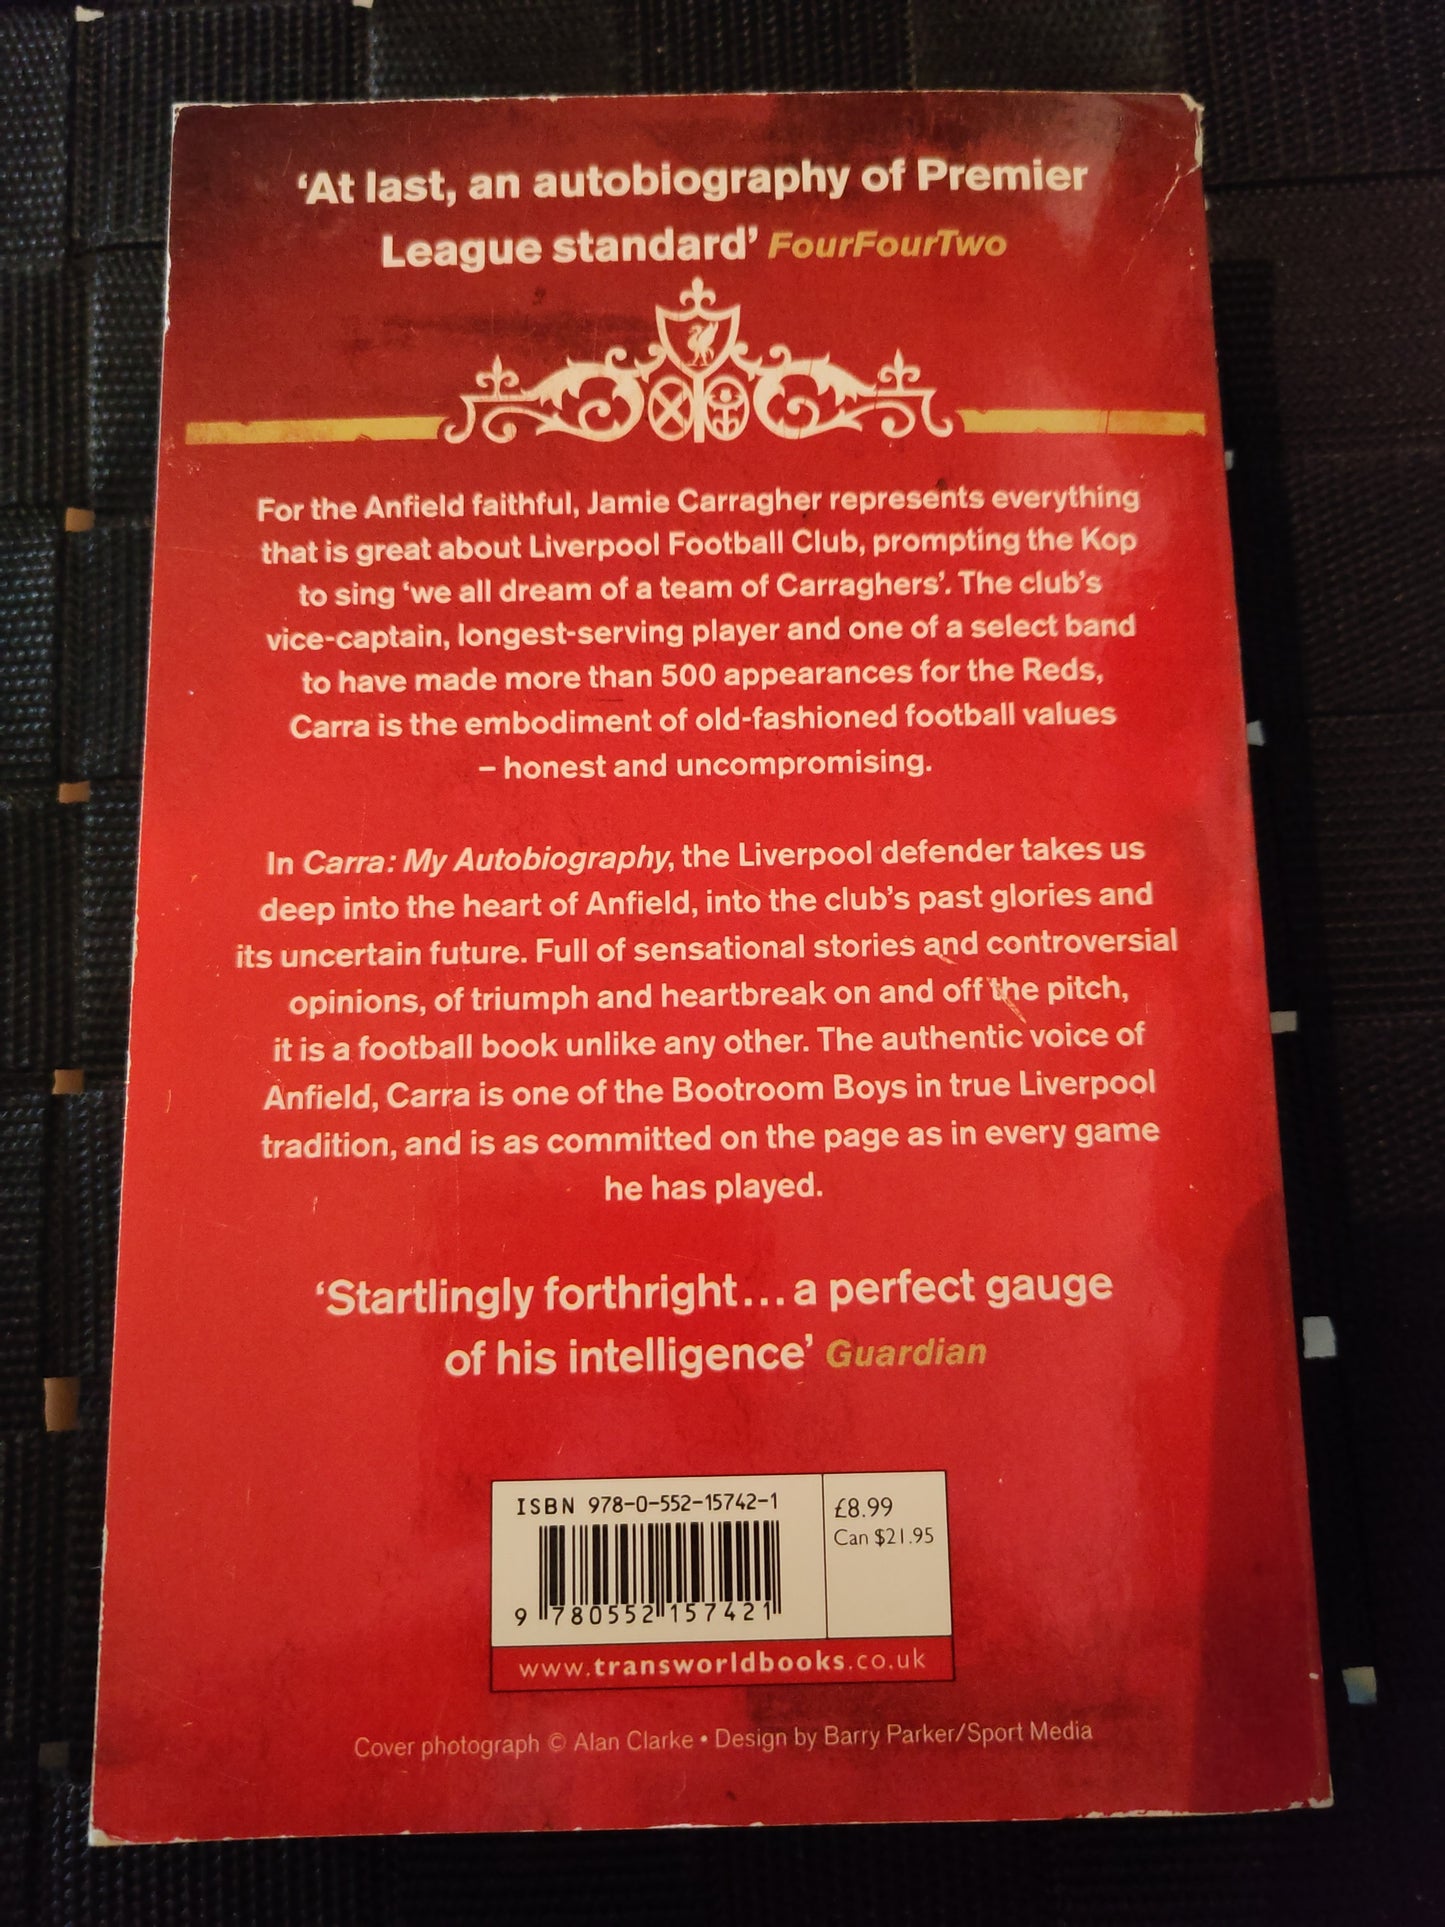 ‘At last, an autobiography of Premier
League standard’ FourFourTwo
For the Anfield faithful, Jamie Carragher represents everything
that is great about Liverpool Football Club, prompting the Kop
to sing ‘we all dream of a team of Carraghers’. The club’s
vice-captain, longest-serving player and one of a select band
to have made more than 500 appearances for the Reds,
Carra is the embodiment of old-fashioned football values
– honest and uncompromising.
In Carra: My Autobiography, the Liverpool defender takes us
deep into the heart of Anfield, into the club’s past glories and
its uncertain future. Full of sensational stories and controversial
opinions, of triumph and heartbreak on and off the pitch,
it is a football book unlike any other. The authentic voice of
Anfield, Carra is one of the Bootroom Boys in true Liverpool
tradition, and is as committed on the page as in every game
he has played.
‘Startlingly forthright... a perfect gauge
of his intelligence’ Guardian
ISBN 978-0-552-15742-1
£8.99
Can $21.95
9 780552 157421
www.transworldbooks.co.uk
Cover photograph © Alan Clarke • Design by Barry Parker/Sport Media